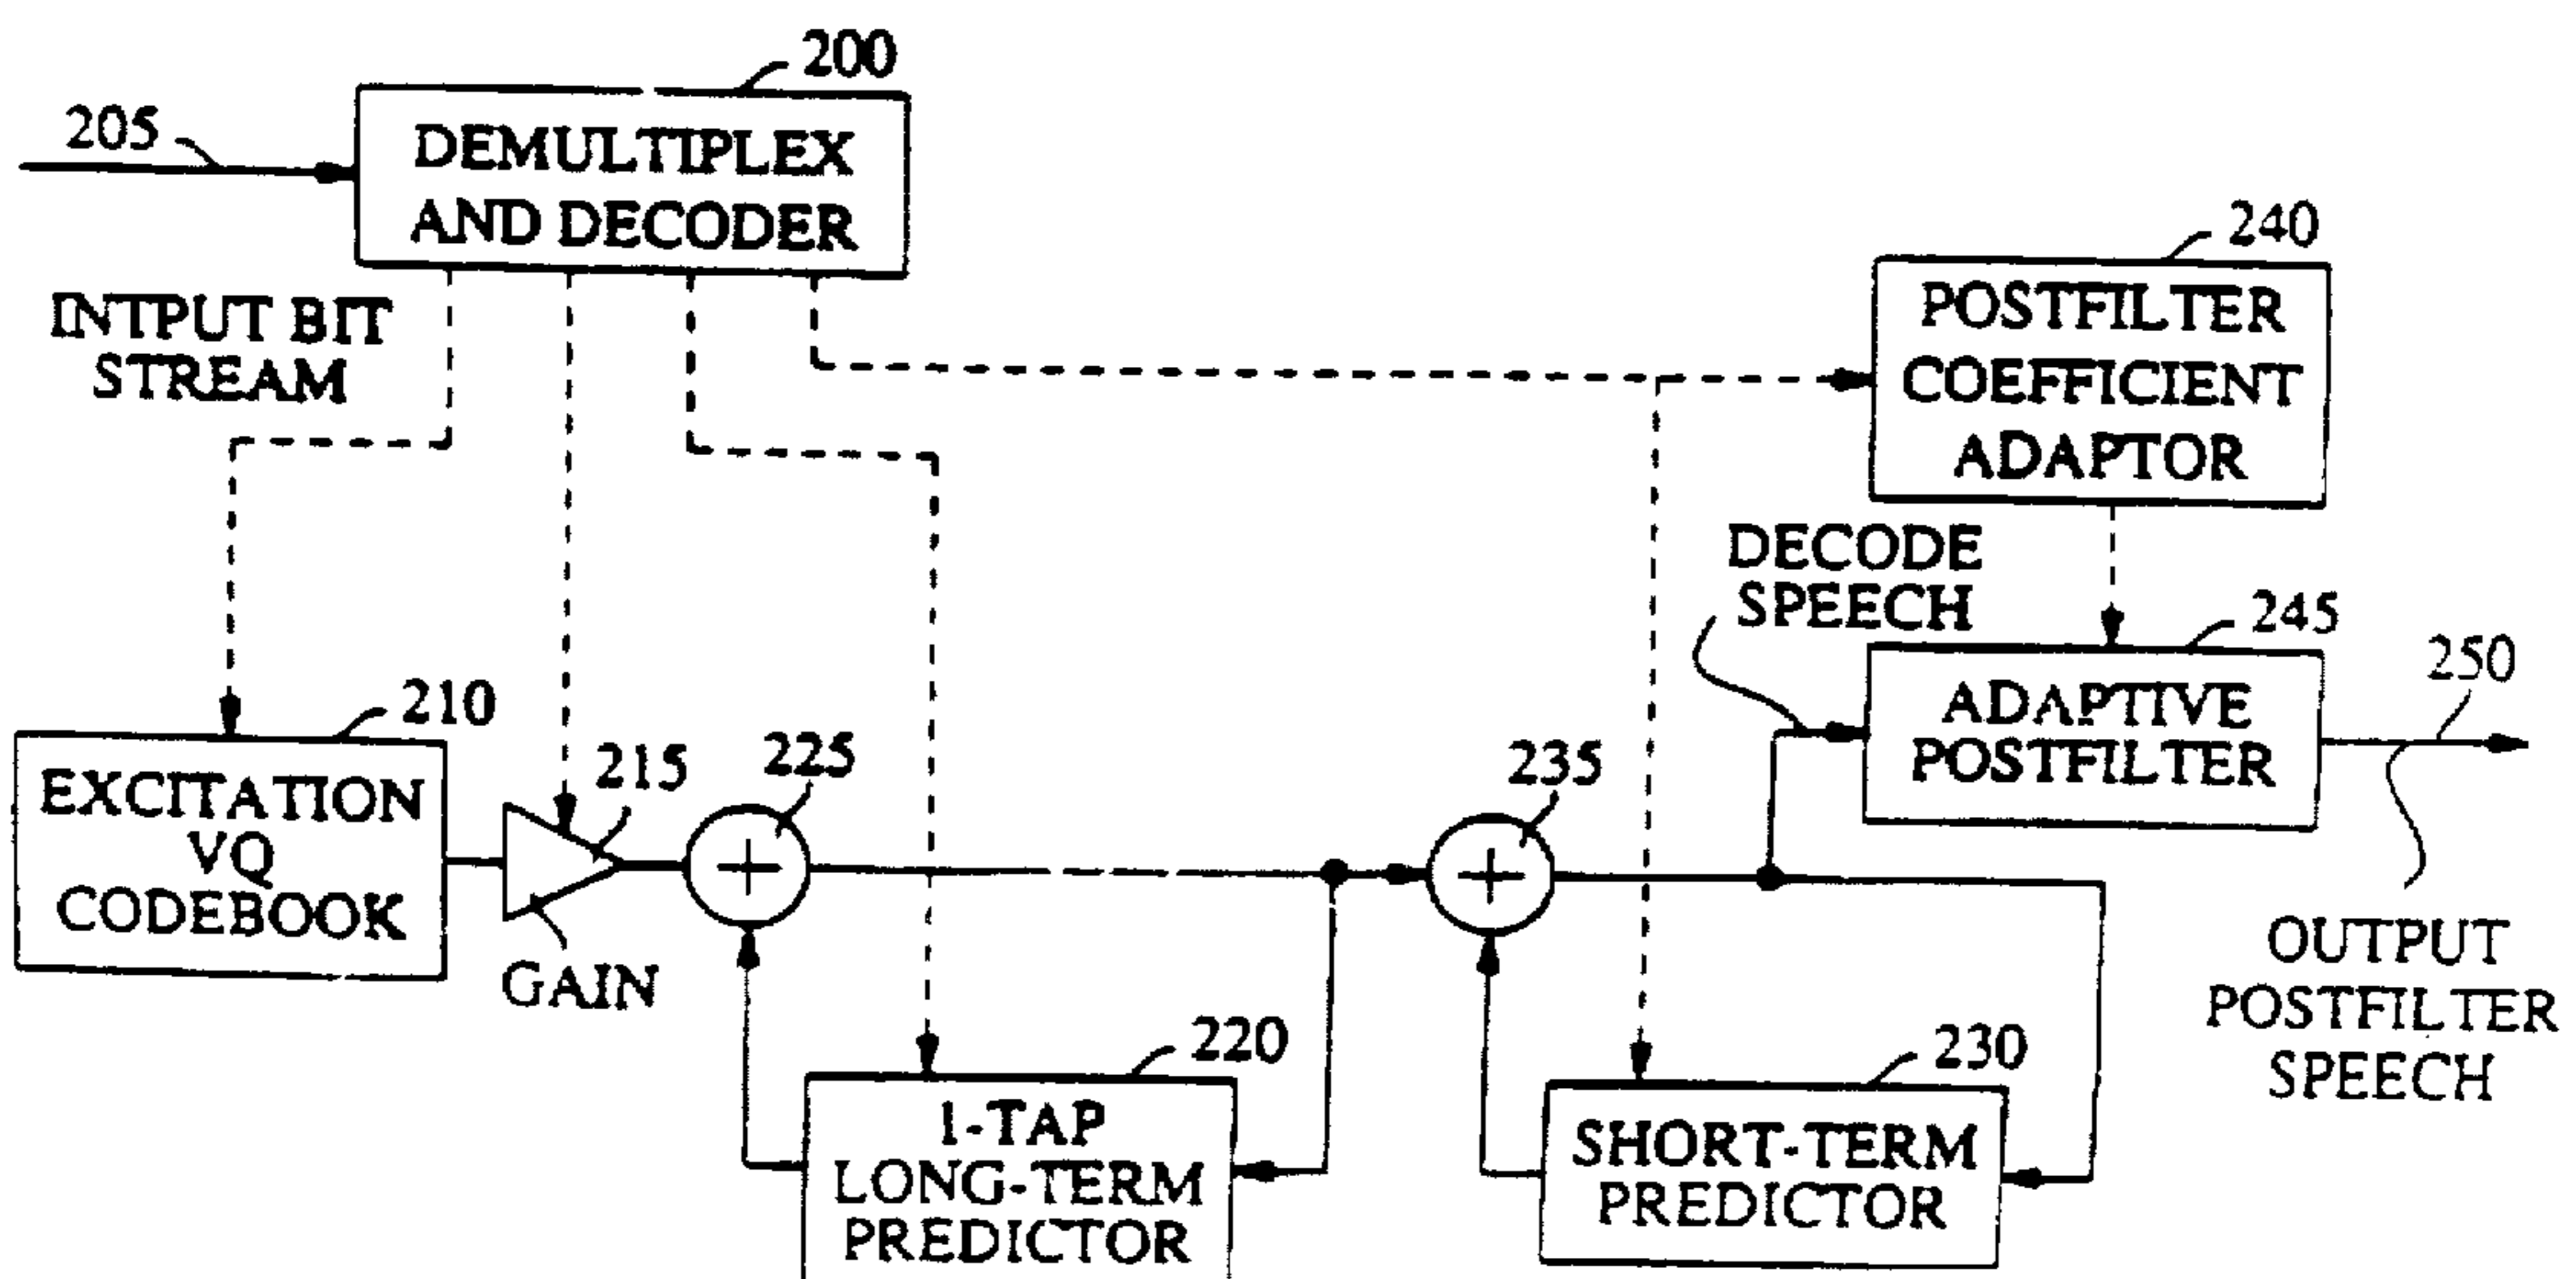 200
205
DEMULTIPLEX
AND DECODER
INTPUT BIT
STREAM
240
POSTFILTER
COEFFICIENT
ADAPTOR
DECODE
SPEECH
245
ADAPTIVE
POSTFILTER
250
210
EXCITATION
VQ
CODEBOOK
215
GAIN
225
+
235
+
OUTPUT
POSTFILTER
SPEECH
220
1-TAP
LONG-TERM
PREDICTOR
230
SHORT-TERM
PREDICTOR